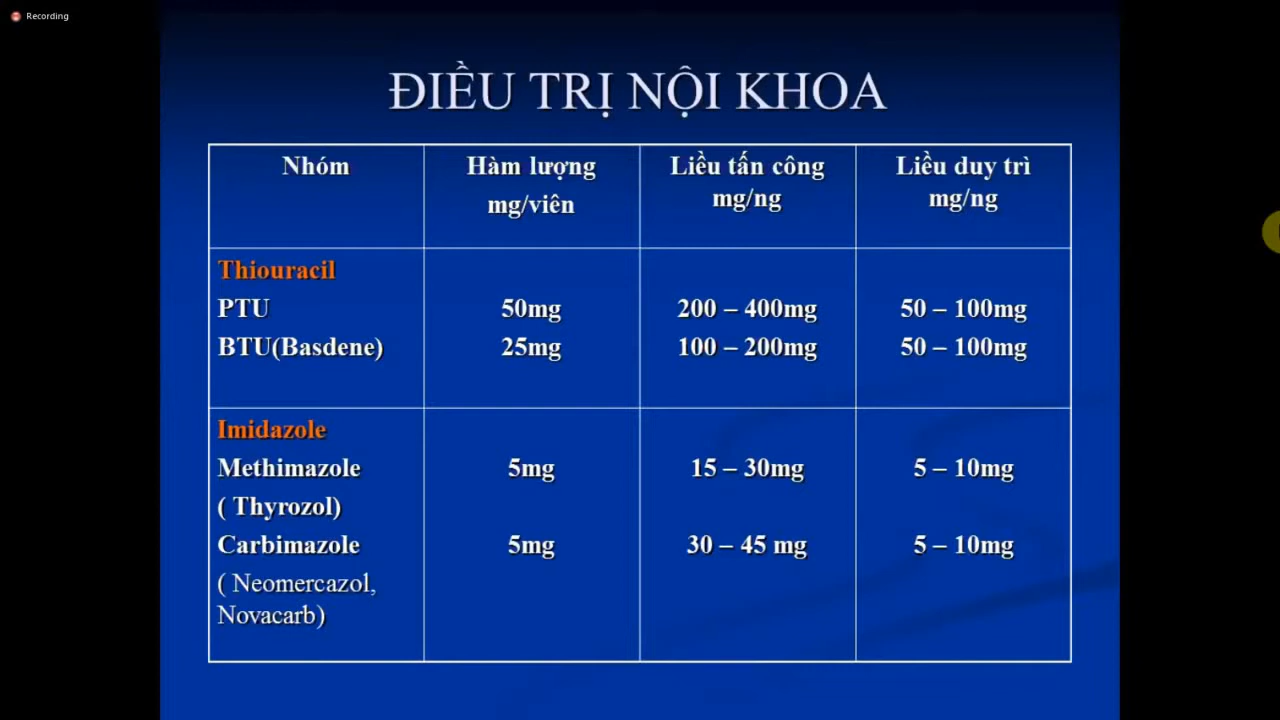 Recording
ĐIỀU TRỊ NỘI KHOA
Nhóm
Hàm lượng
mg/viên
Liều tấn công
mg/ng
Liều duy trì
mg/ng
Thiouracil
PTU
50mg
200 – 400mg
50 – 100mg
BTU(Basdene)
25mg
100 – 200mg
50 – 100mg
Imidazole
Methimazole
5mg
15 – 30mg
5 – 10mg
( Thyrozol)
Carbimazole
5mg
30 – 45 mg
5 – 10mg
( Neomercazol,
Novacarb)